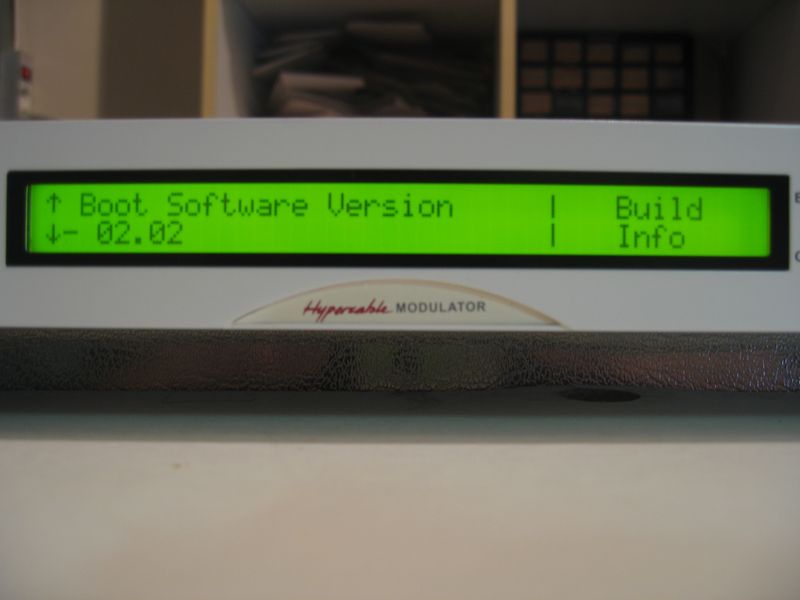 ↑ Boot Software Version | Build
↓- 02.02 | Info
Hypercable MODULATOR